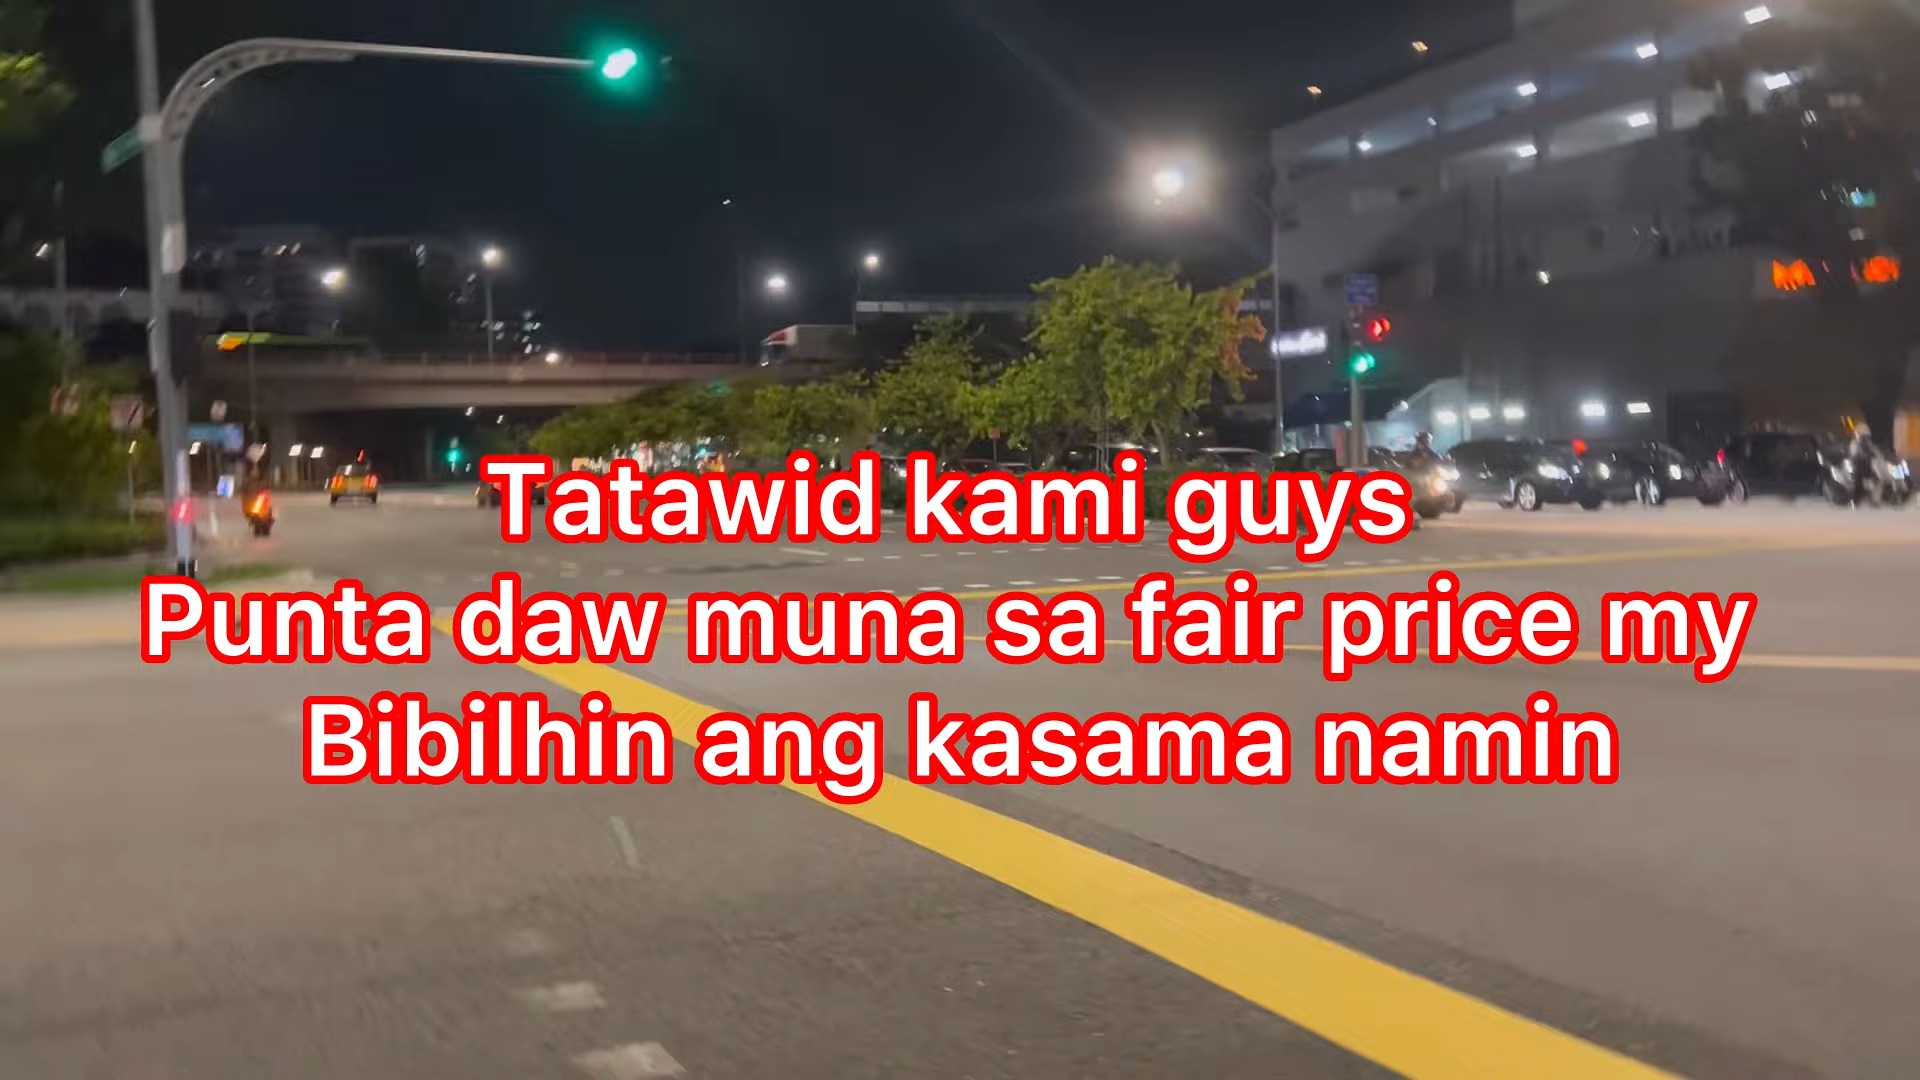 Tatawid kami guys
Punta daw muna sa fair price my
Bibilhin ang kasama namin